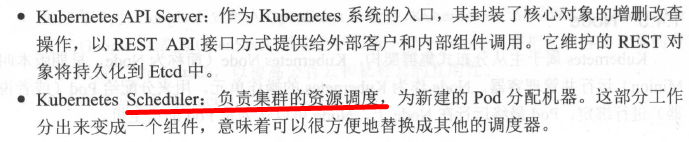 • Kubernetes API Server：作为 Kubernetes 系统的入口，其封装了核心对象的增删改查
操作，以 REST API 接口方式提供给外部客户和内部组件调用。它维护的 REST 对
象将持久化到 Etcd 中。
• Kubernetes Scheduler：负责集群的资源调度，为新建的 Pod 分配机器。这部分工作
分出来变成一个组件，意味着可以很方便地替换成其他的调度器。